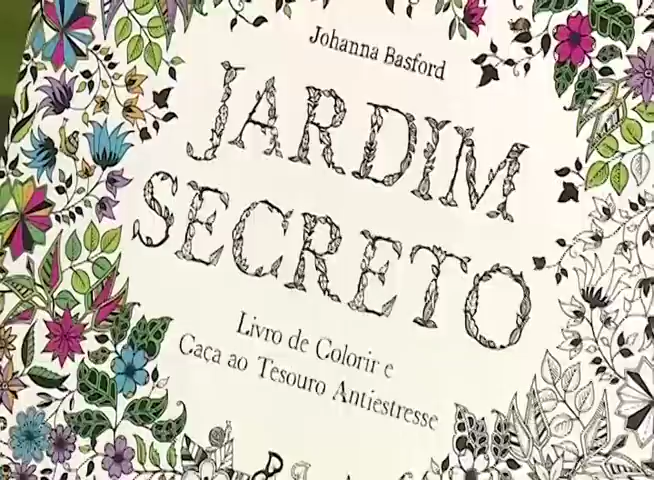 Johanna Basford
JARDIM
SECRETO
Livro de Colorir e
Caça ao Tesouro Antiestresse